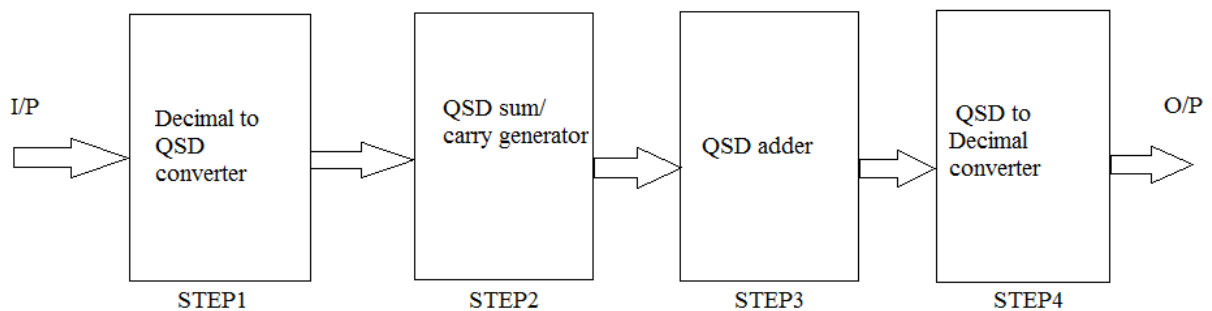 I/P
Decimal to
QSD
converter
STEP1
QSD sum/
carry generator
STEP2
QSD adder
STEP3
QSD to
Decimal
converter
STEP4
O/P